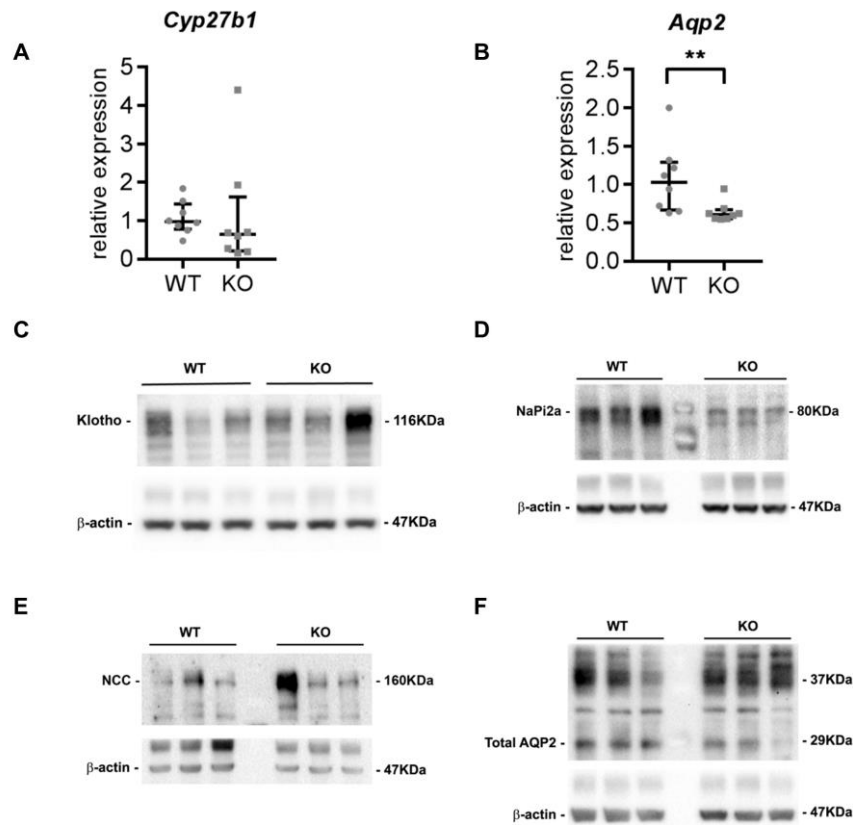 Cyp27b1
Aqp2
A
B
**
relative expression
5
4
3
2
1
0
WT KO
relative expression
2.5
2.0
1.5
1.0
0.5
0.0
WT KO
C
WT KO
Klotho - - 116KDa
β-actin - - 47KDa
D
WT KO
NaPi2a - - 80KDa
β-actin - - 47KDa
E
WT KO
NCC - - 160KDa
β-actin - - 47KDa
F
WT KO
- 37KDa
Total AQP2 - - 29KDa
β-actin - - 47KDa